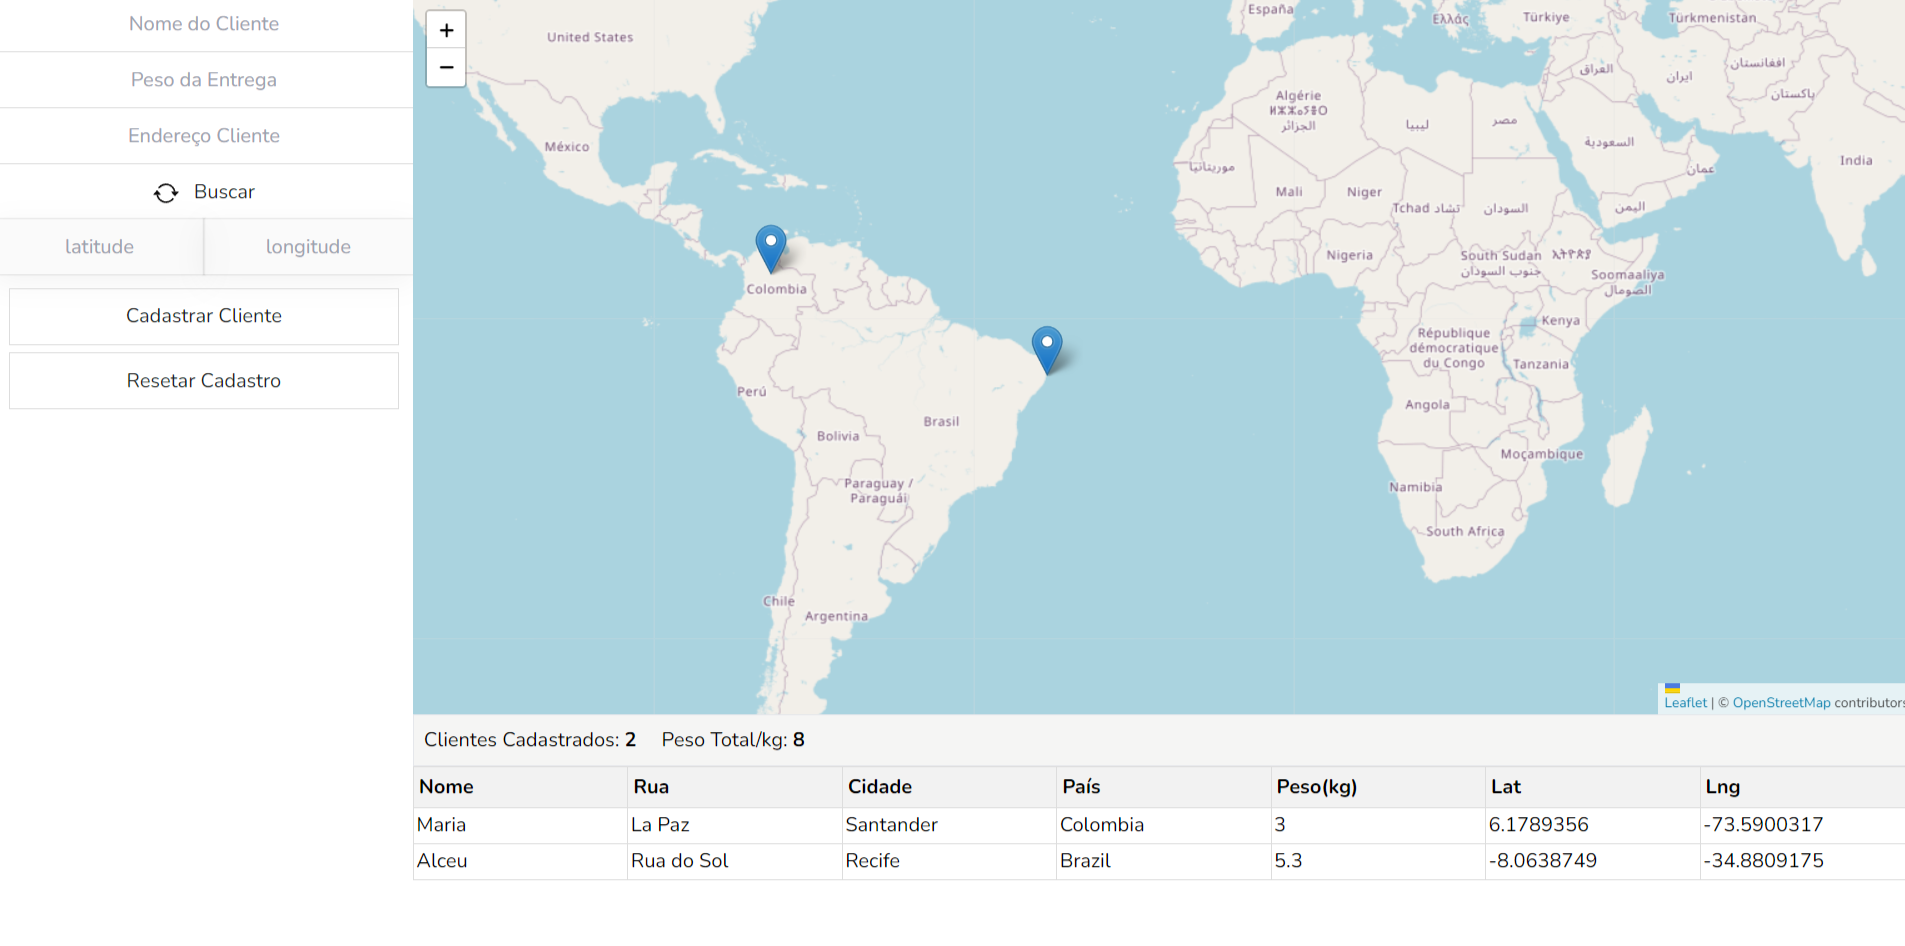 Nome do Cliente
Peso da Entrega
Endereço Cliente
Buscar
latitude longitude
Cadastrar Cliente
Resetar Cadastro
+
−
United States
México
Colombia
Perú
Brasil
Bolivia
Paraguay /
Paraguái
Chile
Argentina
España
Ελλάς
Türkiye
Türkmenistan
العراق
ایران
افغانستان
پاکستان
Algérie
الجزائر
ليبيا
مصر
السعودية
عمان
India
موريتانيا
Mali
Niger
Tchad تشاد
السودان
اليمن
Nigeria
South Sudan
جنوب السودان
Soomaaliya
الصومال
Kenya
République
démocratique
du Congo
Tanzania
Angola
Moçambique
Namibia
South Africa
Leaflet | © OpenStreetMap contributors
Clientes Cadastrados: 2 Peso Total/kg: 8
Nome Rua Cidade País Peso(kg) Lat Lng
Maria La Paz Santander Colombia 3 6.1789356 -73.5900317
Alceu Rua do Sol Recife Brazil 5.3 -8.0638749 -34.8809175